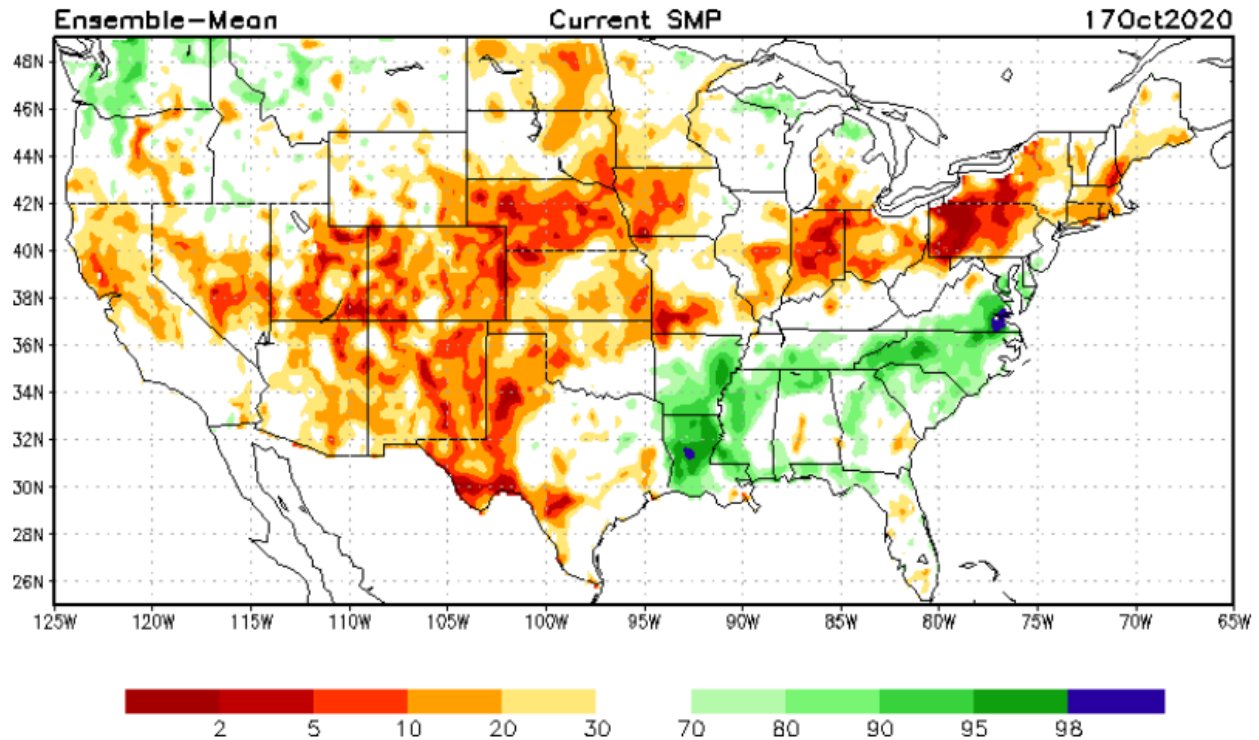 Ensemble-Mean Current SMP 17Oct2020
48N
46N
44N
42N
40N
38N
36N
34N
32N
30N
28N
26N
125W 120W 115W 110W 105W 100W 95W 90W 85W 80W 75W 70W 65W
2 5 10 20 30 70 80 90 95 98